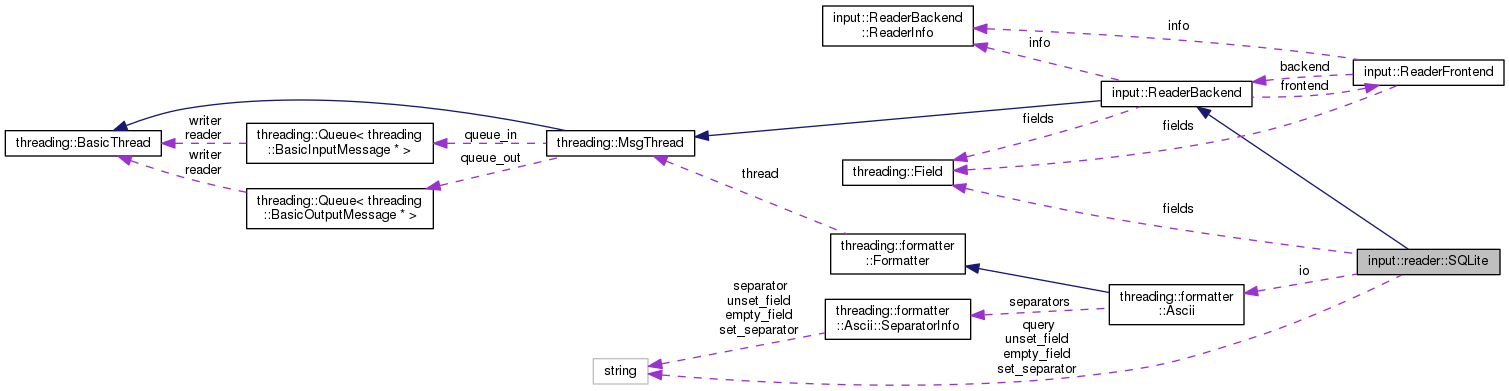 input::ReaderBackend
::ReaderInfo
info
info
input::ReaderFrontend
backend
frontend
input::ReaderBackend
fields
fields
threading::BasicThread
writer
reader
writer
reader
threading::Queue< threading
::BasicInputMessage * >
threading::Queue< threading
::BasicOutputMessage * >
queue_in
queue_out
threading::MsgThread
thread
threading::Field
fields
threading::formatter
::Formatter
input::reader::SQLite
io
threading::formatter
::Ascii
separators
threading::formatter
::Ascii::SeparatorInfo
separator
unset_field
empty_field
set_separator
query
unset_field
empty_field
set_separator
string